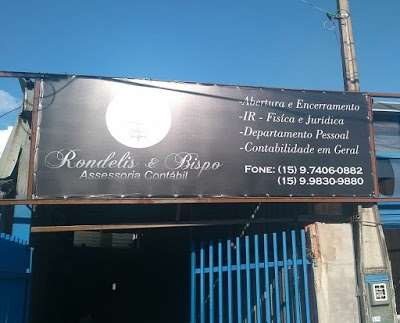 Rondelis & Bispo
Assessoria Contábil
-Abertura e Encerramento
-IR - Fisíca e Jurídica
-Departamento Pessoal
-Contabilidade em Geral
FONE: (15) 9.7406-0882
(15) 9.9830-9880